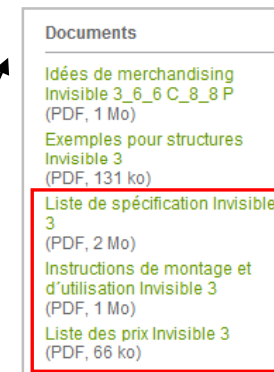 Documents
Idées de merchandising
Invisible 3_6_6 C_8_8 P
(PDF, 1 Mo)
Exemples pour structures
Invisible 3
(PDF, 131 ko)
Liste de spécification Invisible
3
(PDF, 2 Mo)
Instructions de montage et
d´utilisation Invisible 3
(PDF, 1 Mo)
Liste des prix Invisible 3
(PDF, 66 ko)